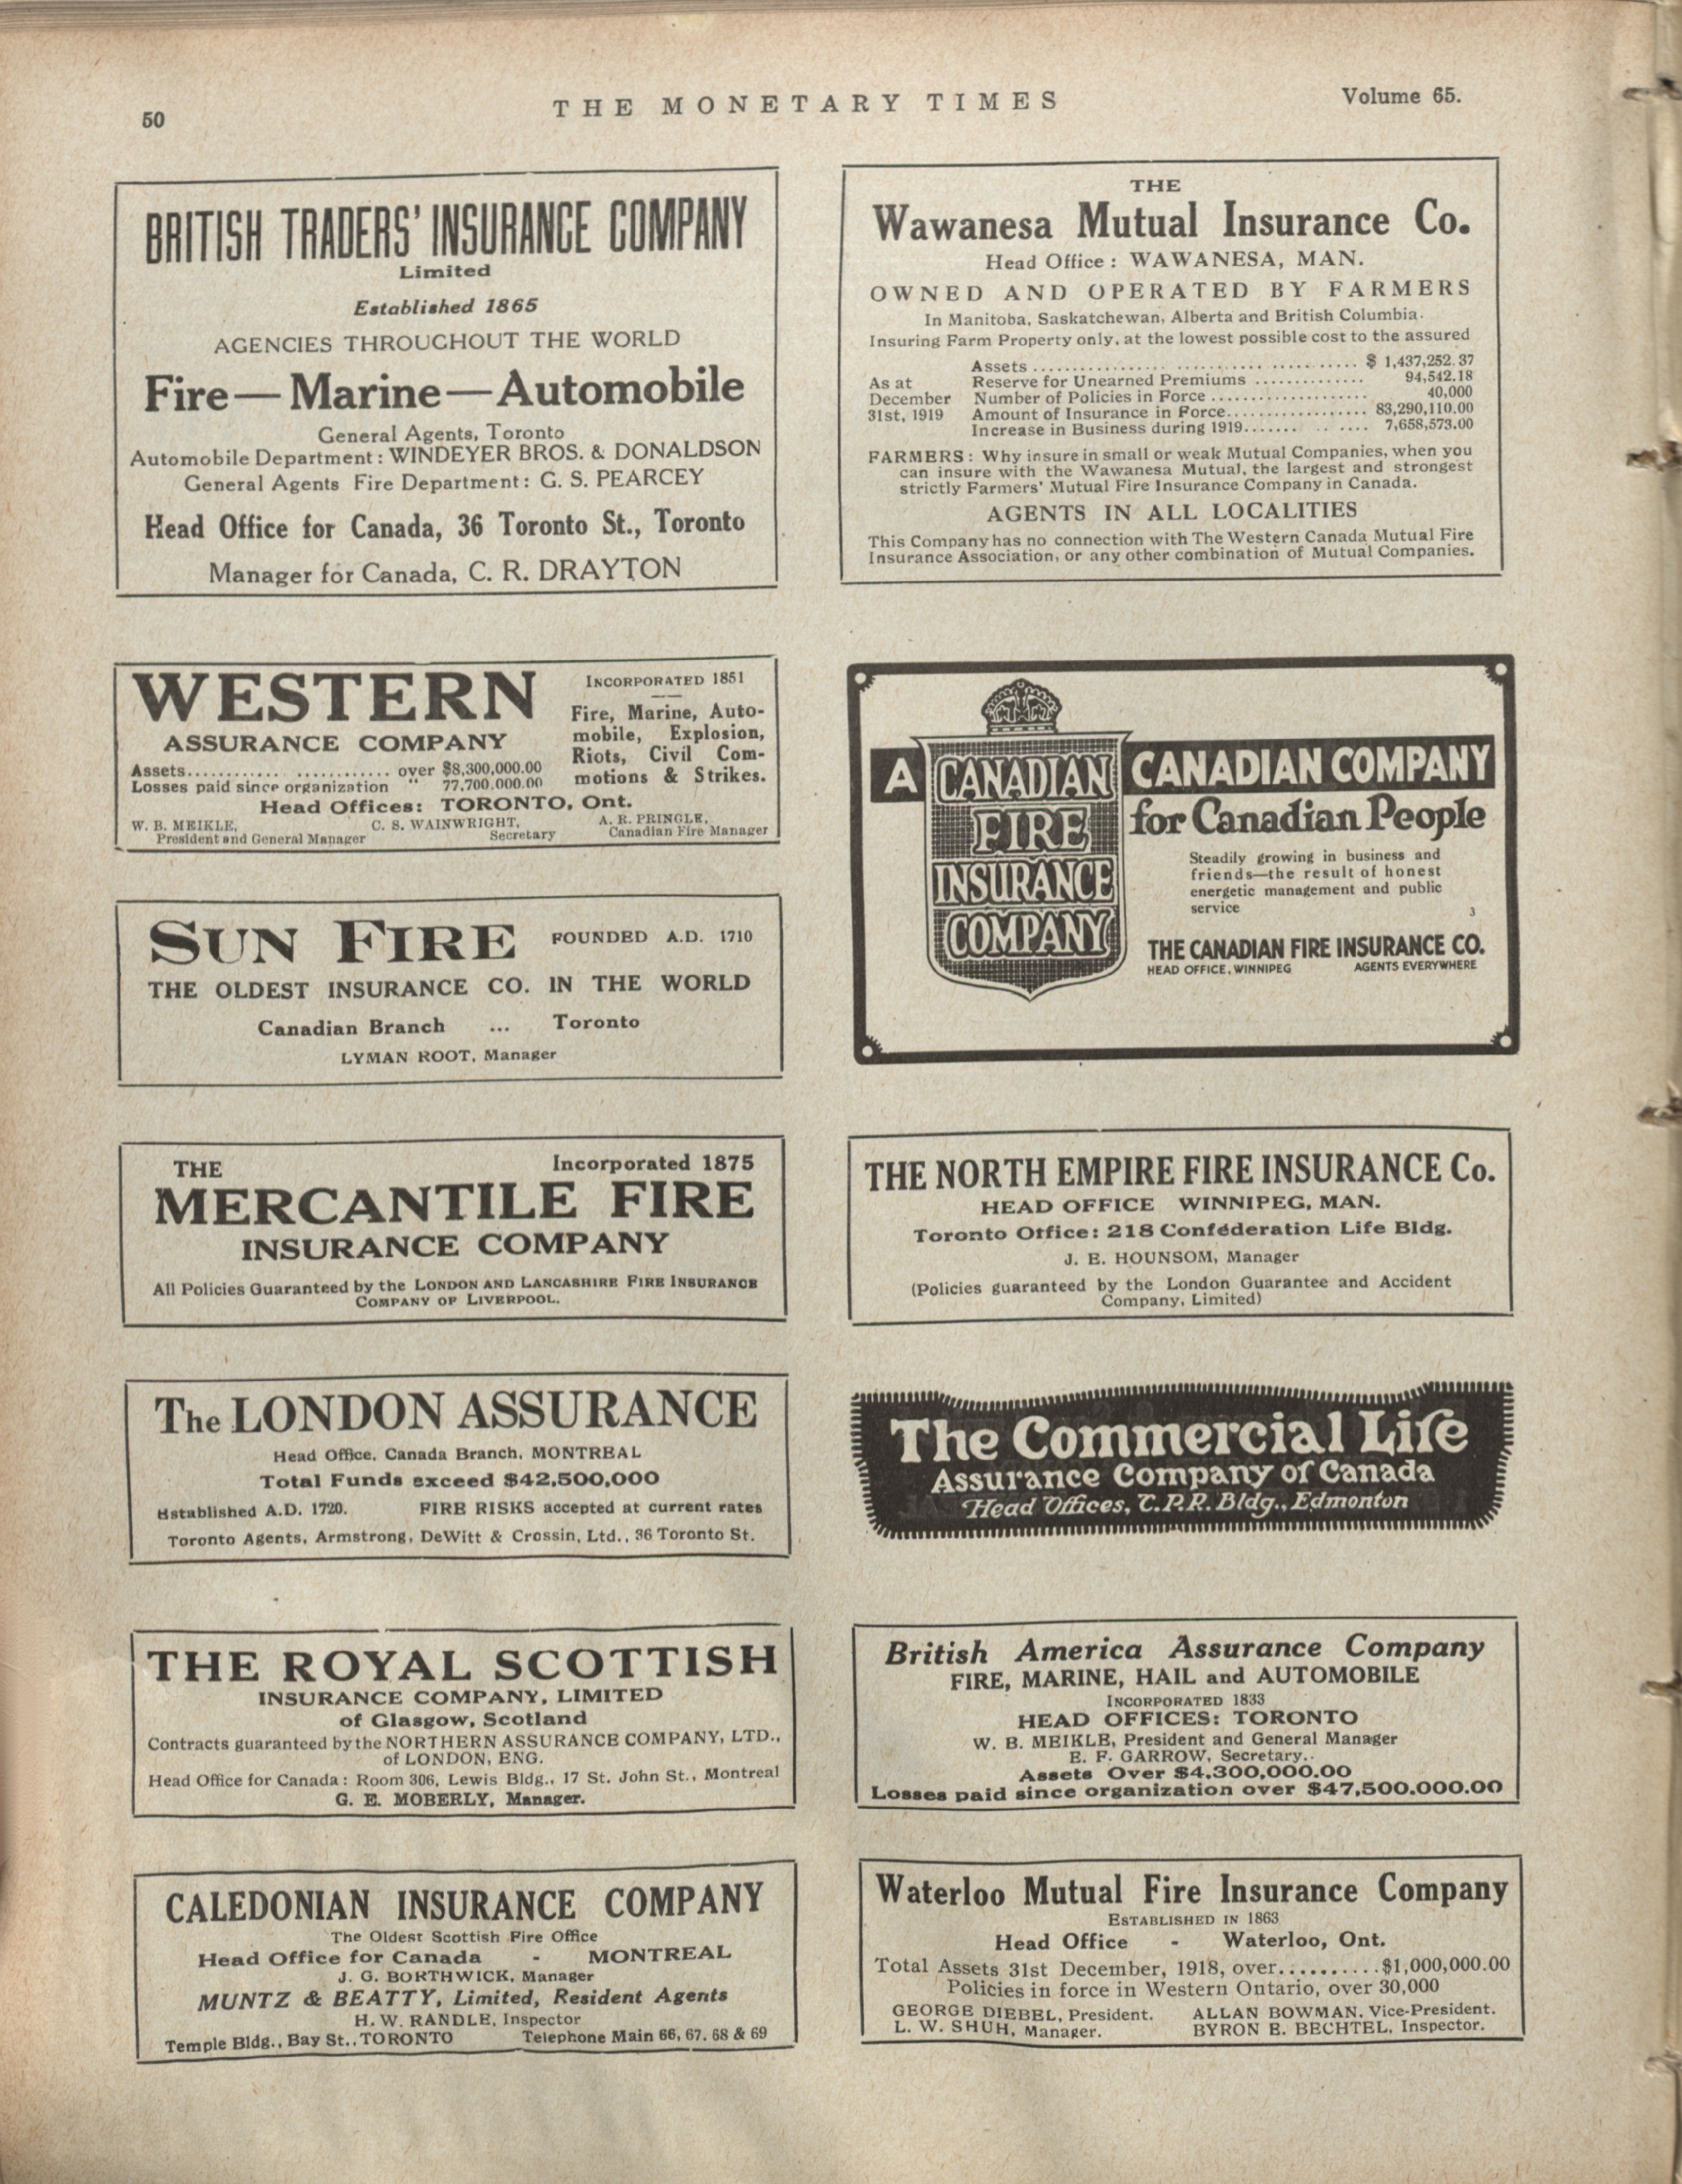 50
THE MONETARY TIMES
Volume 65.
BRITISH TRADERS' INSURANCE COMPANY
Limited
Established 1865
AGENCIES THROUGHOUT THE WORLD
Fire—Marine—Automobile
General Agents, Toronto
Automobile Department: WINDEYER BROS. & DONALDSON
General Agents Fire Department: G. S. PEARCEY
Head Office for Canada, 36 Toronto St., Toronto
Manager for Canada, C. R. DRAYTON
THE
Wawanesa Mutual Insurance Co.
Head Office: WAWANESA, MAN.
OWNED AND OPERATED BY FARMERS
In Manitoba, Saskatchewan, Alberta and British Columbia.
Insuring Farm Property only, at the lowest possible cost to the assured
As at December 31st, 1919
Assets .......... $ 1,437,252.37
Reserve for Unearned Premiums .......... 94,542.18
Number of Policies in Force .......... 40,000
Amount of Insurance in Force.......... 83,290,110.00
Increase in Business during 1919.......... 7,658,573.00
FARMERS: Why insure in small or weak Mutual Companies, when you
can insure with the Wawanesa Mutual, the largest and strongest
strictly Farmers' Mutual Fire Insurance Company in Canada.
AGENTS IN ALL LOCALITIES
This Company has no connection with The Western Canada Mutual Fire
Insurance Association, or any other combination of Mutual Companies.
WESTERN
ASSURANCE COMPANY
INCORPORATED 1851
Fire, Marine, Auto-
mobile, Explosion,
Riots, Civil Com-
motions & Strikes.
Assets.......... over $8,300,000.00
Losses paid since organization " 77,700,000.00
Head Offices: TORONTO, Ont.
W. B. MEIKLE, President and General Manager
C. S. WAINWRIGHT, Secretary
A. R. PRINGLE, Canadian Fire Manager
A CANADIAN COMPANY
for Canadian People
CANADIAN
FIRE
INSURANCE
COMPANY
Steadily growing in business and
friends—the result of honest
energetic management and public
service
3
THE CANADIAN FIRE INSURANCE CO.
HEAD OFFICE, WINNIPEG AGENTS EVERYWHERE
SUN FIRE
FOUNDED A.D. 1710
THE OLDEST INSURANCE CO. IN THE WORLD
Canadian Branch ... Toronto
LYMAN ROOT, Manager
THE
Incorporated 1875
MERCANTILE FIRE
INSURANCE COMPANY
All Policies Guaranteed by the LONDON AND LANCASHIRE FIRE INSURANCE
COMPANY OF LIVERPOOL.
THE NORTH EMPIRE FIRE INSURANCE Co.
HEAD OFFICE WINNIPEG, MAN.
Toronto Office: 218 Confederation Life Bldg.
J. E. HOUNSOM, Manager
(Policies guaranteed by the London Guarantee and Accident
Company, Limited)
The LONDON ASSURANCE
Head Office, Canada Branch, MONTREAL
Total Funds exceed $42,500,000
Established A.D. 1720. FIRE RISKS accepted at current rates
Toronto Agents, Armstrong, DeWitt & Crossin, Ltd., 36 Toronto St.
The Commercial Life
Assurance Company of Canada
Head Offices, C.P.R. Bldg., Edmonton
THE ROYAL SCOTTISH
INSURANCE COMPANY, LIMITED
of Glasgow, Scotland
Contracts guaranteed by the NORTHERN ASSURANCE COMPANY, LTD.,
of LONDON, ENG.
Head Office for Canada: Room 306, Lewis Bldg., 17 St. John St., Montreal
G. E. MOBERLY, Manager.
British America Assurance Company
FIRE, MARINE, HAIL and AUTOMOBILE
INCORPORATED 1833
HEAD OFFICES: TORONTO
W. B. MEIKLE, President and General Manager
E. F. GARROW, Secretary..
Assets Over $4,300,000.00
Losses paid since organization over $47,500,000.00
CALEDONIAN INSURANCE COMPANY
The Oldest Scottish Fire Office
Head Office for Canada - MONTREAL
J. G. BORTHWICK, Manager
MUNTZ & BEATTY, Limited, Resident Agents
H. W. RANDLE, Inspector
Temple Bldg., Bay St., TORONTO Telephone Main 66, 67, 68 & 69
Waterloo Mutual Fire Insurance Company
ESTABLISHED IN 1863
Head Office - Waterloo, Ont.
Total Assets 31st December, 1918, over..........$1,000,000.00
Policies in force in Western Ontario, over 30,000
GEORGE DIEBEL, President. ALLAN BOWMAN, Vice-President.
L. W. SHUH, Manager. BYRON E. BECHTEL, Inspector.